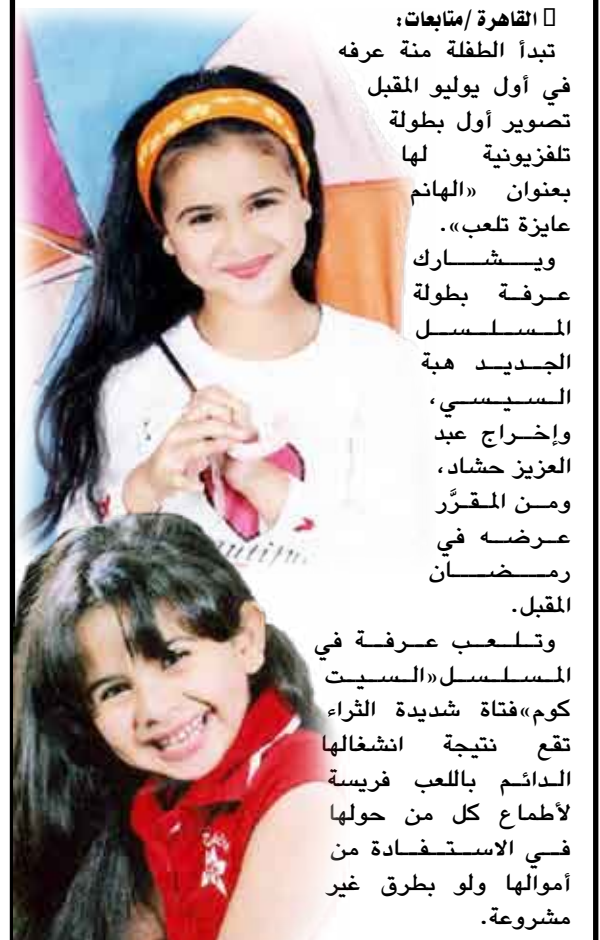 القاهرة /متابعات:
تبدأ الطفلة منة عرفه
في أول يوليو المقبل
تصوير أول بطولة
تلفزيونية لها
بعنوان «الهانم
عايزة تلعب».
ويشارك
عرفة بطولة
المسلسل
الجديد هبة
السيسي،
وإخراج عبد
العزيز حشاد،
ومن المقرَّر
عرضه في
رمضان
المقبل.
وتلعب عرفة في
المسلسل«السيت
كوم»فتاة شديدة الثراء
تقع نتيجة انشغالها
الدائم باللعب فريسة
لأطماع كل من حولها
في الاستفادة من
أموالها ولو بطرق غير
مشروعة.